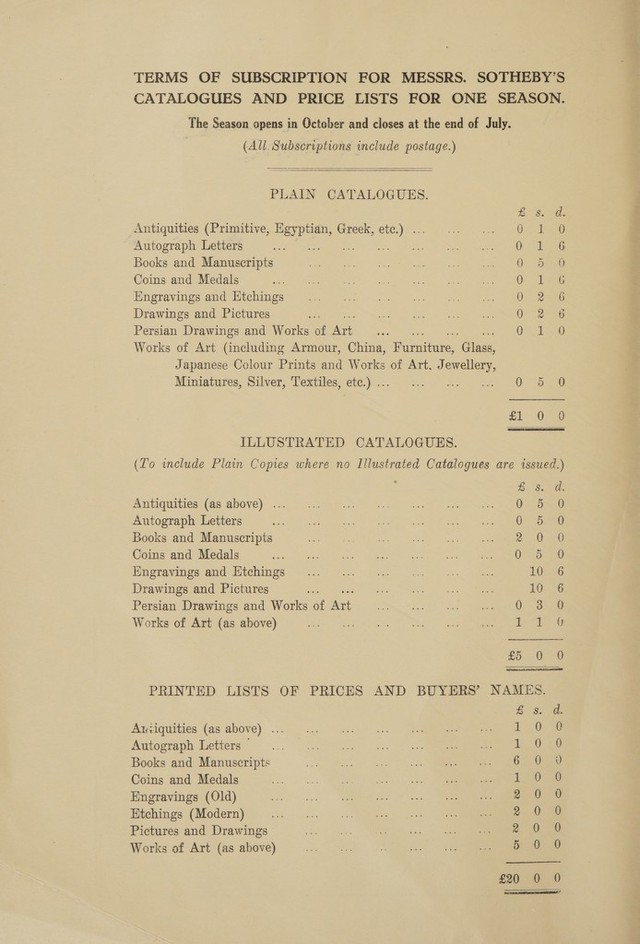 TERMS OF SUBSCRIPTION FOR MESSRS. SOTHEBY'S
CATALOGUES AND PRICE LISTS FOR ONE SEASON.
The Season opens in October and closes at the end of July.
(All Subscriptions include postage.)
PLAIN CATALOGUES.
£ s. d.
Antiquities (Primitive, Egyptian, Greek, etc.) ... ... ... 0 1 0
Autograph Letters ... ... ... ... ... ... ... 0 1 6
Books and Manuscripts ... ... ... ... ... ... 0 5 0
Coins and Medals ... ... ... ... ... ... ... 0 1 6
Engravings and Etchings ... ... ... ... ... ... 0 2 6
Drawings and Pictures ... ... ... ... ... ... 0 2 6
Persian Drawings and Works of Art ... ... ... ... 0 1 0
Works of Art (including Armour, China, Furniture, Glass,
Japanese Colour Prints and Works of Art, Jewellery,
Miniatures, Silver, Textiles, etc.) ... ... ... ... 0 5 0
£1 0 0
ILLUSTRATED CATALOGUES.
(To include Plain Copies where no Illustrated Catalogues are issued.)
£ s. d.
Antiquities (as above) ... ... ... ... ... ... ... 0 5 0
Autograph Letters ... ... ... ... ... ... ... 0 5 0
Books and Manuscripts ... ... ... ... ... ... 2 0 0
Coins and Medals ... ... ... ... ... ... ... 0 5 0
Engravings and Etchings ... ... ... ... ... ... 10 6
Drawings and Pictures ... ... ... ... ... ... 10 6
Persian Drawings and Works of Art ... ... ... ... 0 3 0
Works of Art (as above) ... ... ... ... ... ... 1 1 0
£5 0 0
PRINTED LISTS OF PRICES AND BUYERS' NAMES.
£ s. d.
Antiquities (as above) ... ... ... ... ... ... ... 1 0 0
Autograph Letters ... ... ... ... ... ... ... 1 0 0
Books and Manuscripts ... ... ... ... ... ... 6 0 0
Coins and Medals ... ... ... ... ... ... ... 1 0 0
Engravings (Old) ... ... ... ... ... ... ... 2 0 0
Etchings (Modern) ... ... ... ... ... ... ... 2 0 0
Pictures and Drawings ... ... ... ... ... ... 2 0 0
Works of Art (as above) ... ... ... ... ... ... 5 0 0
£20 0 0